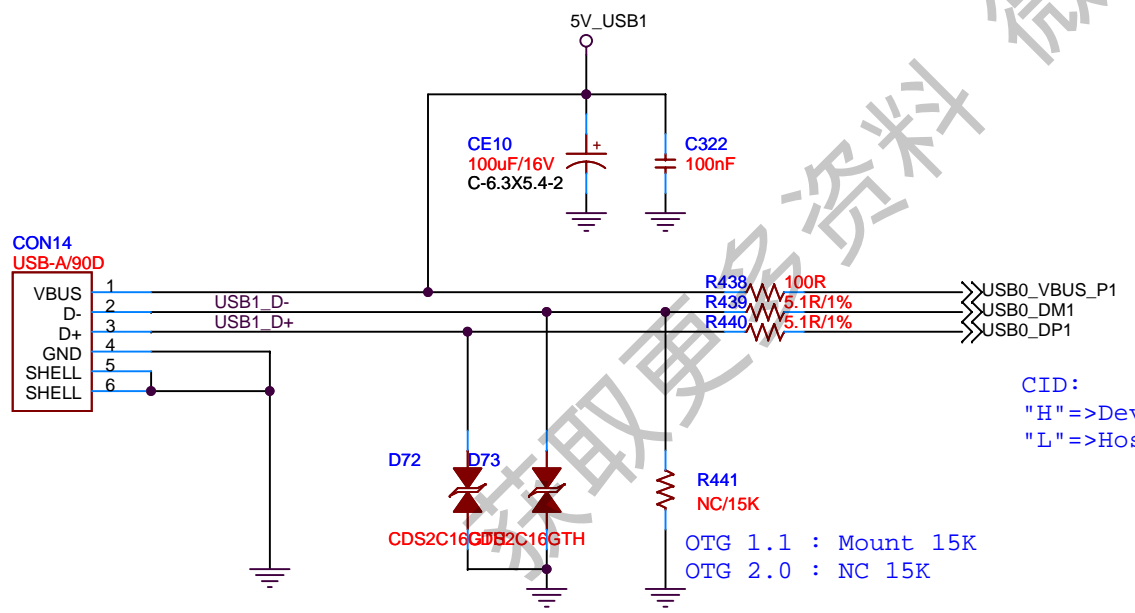 5V_USB1
CE10
100uF/16V
C-6.3X5.4-2
C322
100nF
CON14
USB-A/90D
VBUS 1
D- 2
D+ 3
GND 4
SHELL 5
SHELL 6
USB1_D-
USB1_D+
R438 100R
R439 5.1R/1%
R440 5.1R/1%
USB0_VBUS_P1
USB0_DM1
USB0_DP1
CID:
"H"=>Dev
"L"=>Hos
D72
D73
CDS2C16GTH
CDS2C16GTH
R441
NC/15K
OTG 1.1 : Mount 15K
OTG 2.0 : NC 15K
获取更多资料 微